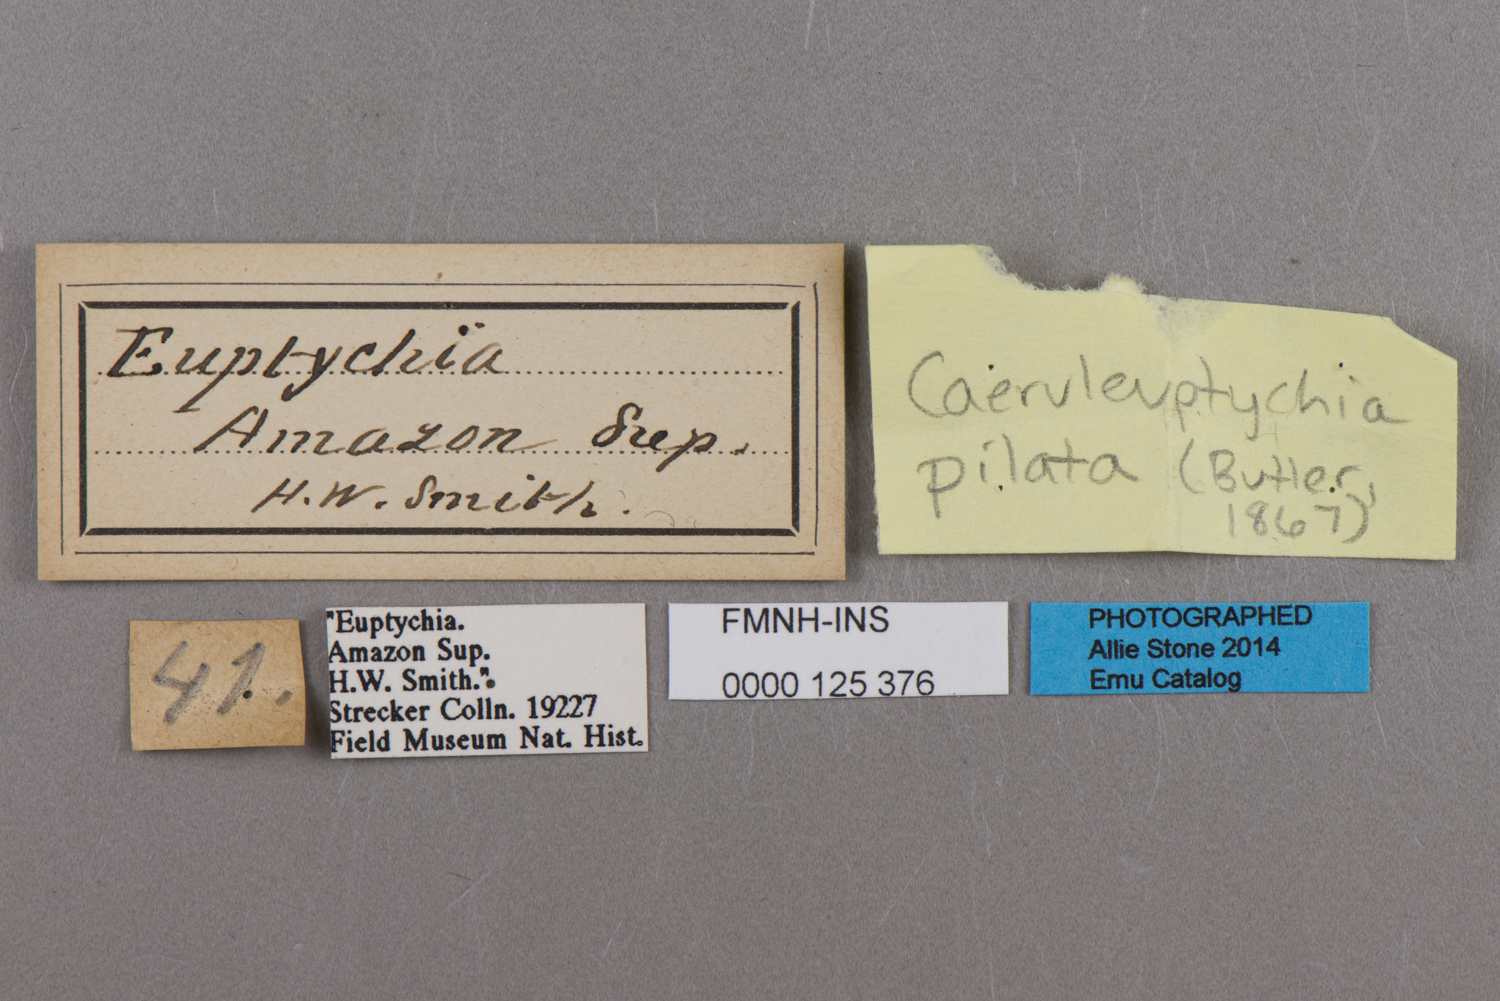 Euptychia
Amazon Sup.
H.W. Smith.
Caeruleuptychia
pilata (Butler,
1867)
41.
"Euptychia.
Amazon Sup.
H.W. Smith.".
Strecker Colln. 19227
Field Museum Nat. Hist.
FMNH-INS
0000 125 376
PHOTOGRAPHED
Allie Stone 2014
Emu Catalog